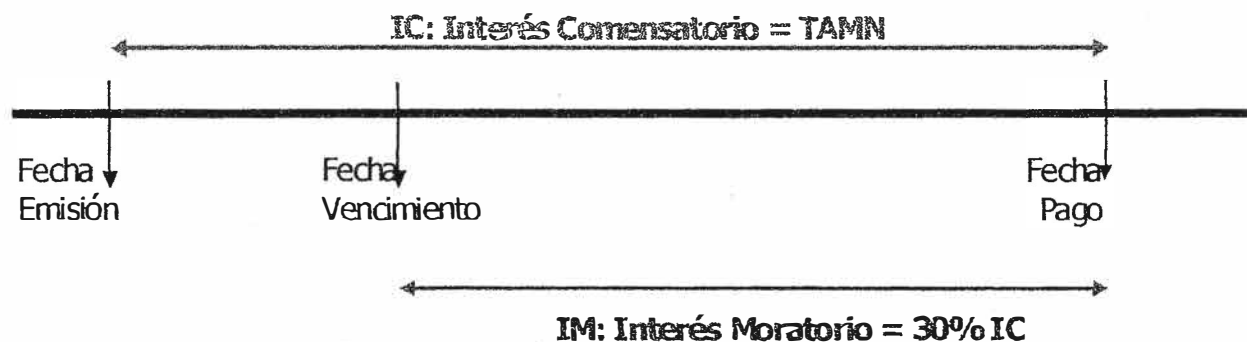 IC: Interés Comensatorio = TAMN
Fecha
Emisión
Fecha
Vencimiento
Fecha
Pago
IM: Interés Moratorio = 30% IC